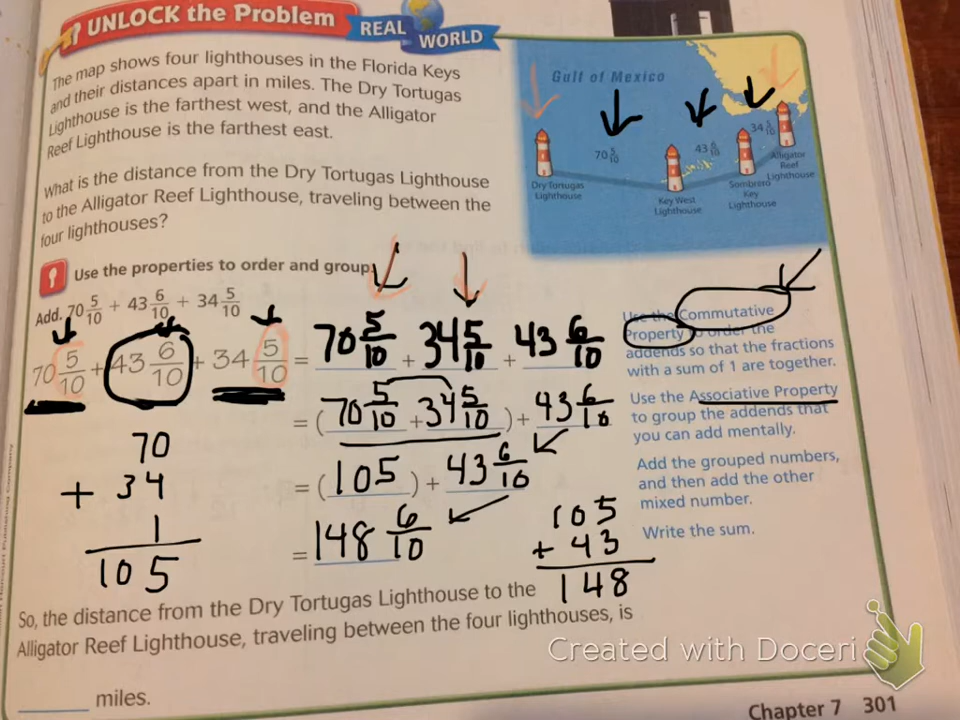 UNLOCK the Problem
REAL WORLD
The map shows four lighthouses in the Florida Keys
and their distances apart in miles. The Dry Tortugas
Lighthouse is the farthest west, and the Alligator
Reef Lighthouse is the farthest east.
What is the distance from the Dry Tortugas Lighthouse
to the Alligator Reef Lighthouse, traveling between the
four lighthouses?
Gulf of Mexico
70 5/10
43 6/10
34 5/10
Dry Tortugas
Lighthouse
Key West
Lighthouse
Sombrero
Key
Lighthouse
Alligator
Reef
Lighthouse
Use the properties to order and group.
Add. 70 5/10 + 43 6/10 + 34 5/10
70 5/10 + 43 6/10 + 34 5/10 = 70 5/10 + 34 5/10 + 43 6/10
= (70 5/10 + 34 5/10) + 43 6/10
= (105) + 43 6/10
= 148 6/10
70
+ 34
1
105
105
+ 43
148
Use the Commutative
Property to order the
addends so that the fractions
with a sum of 1 are together.
Use the Associative Property
to group the addends that
you can add mentally.
Add the grouped numbers,
and then add the other
mixed number.
Write the sum.
So, the distance from the Dry Tortugas Lighthouse to the
Alligator Reef Lighthouse, traveling between the four lighthouses, is
miles.
Created with Doceri
Chapter 7 301